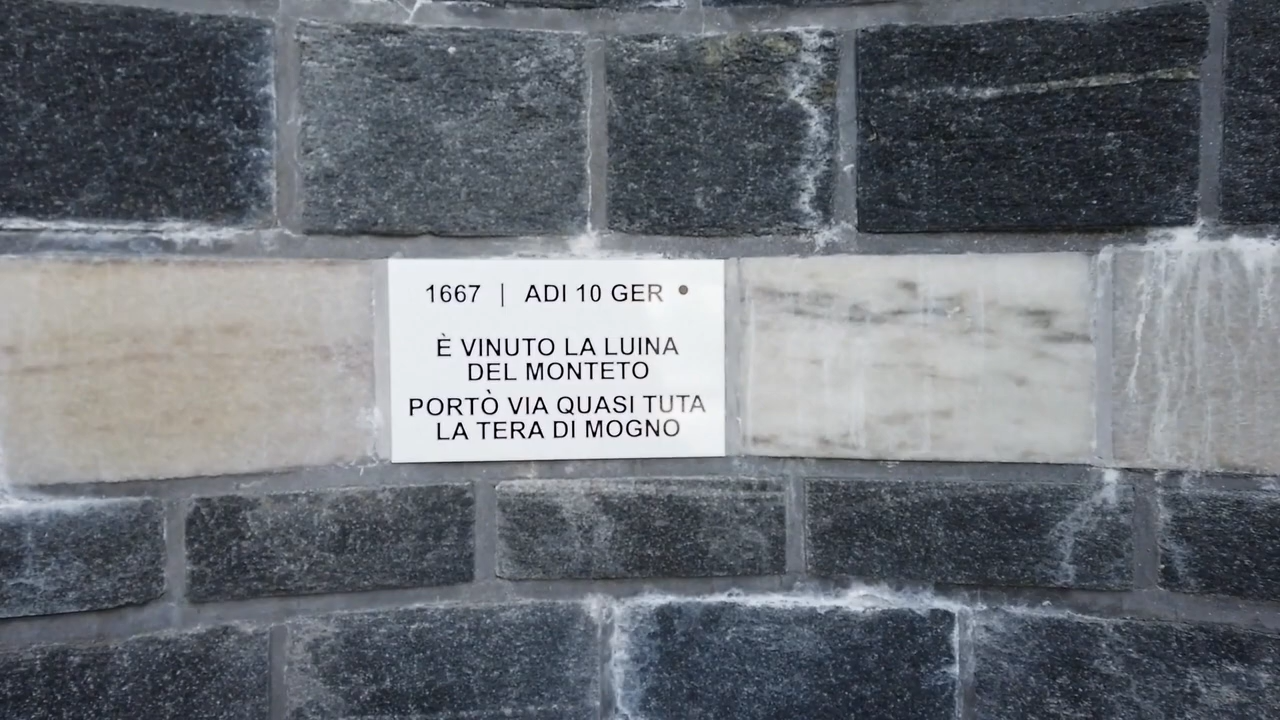 1667 | ADI 10 GER •
È VINUTO LA LUINA
DEL MONTETO
PORTÒ VIA QUASI TUTA
LA TERA DI MOGNO